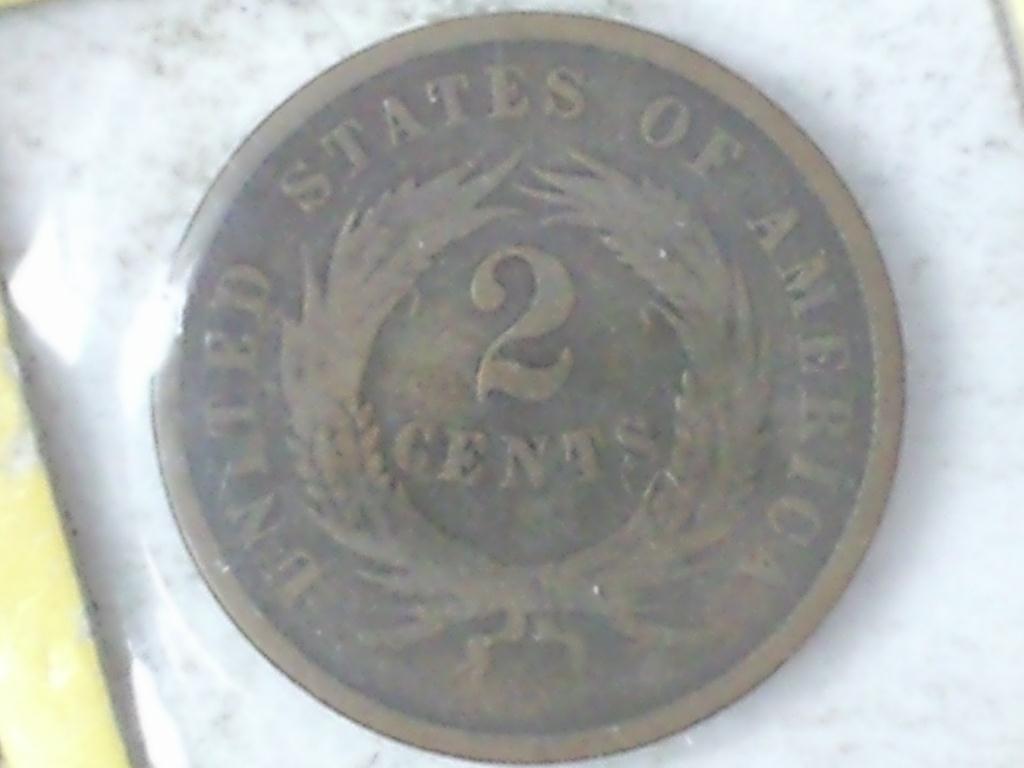 UNITED STATES OF AMERICA
2
CENTS